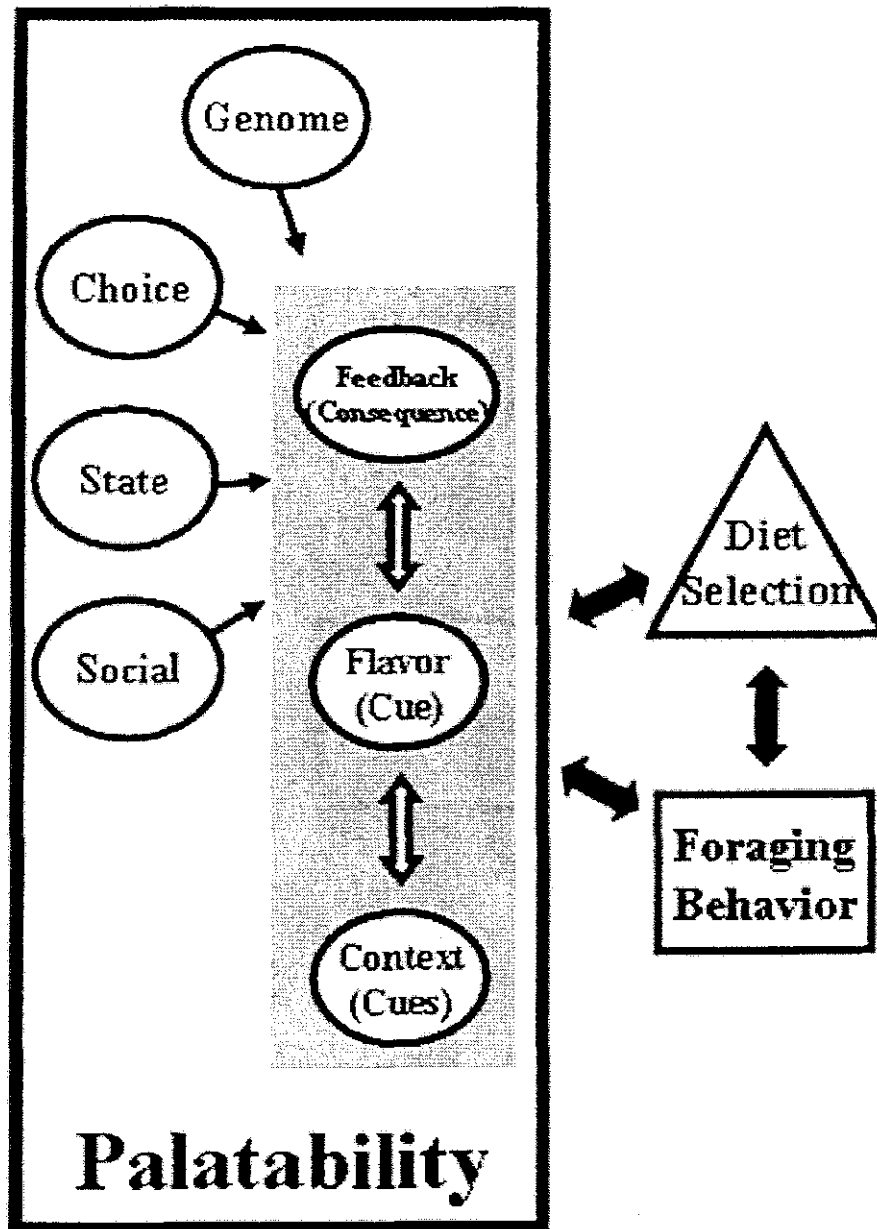 Genome
Choice
Feedback
(Consequence)
State
Diet
Selection
Social
Flavor
(Cue)
Foraging
Behavior
Context
(Cues)
Palatability